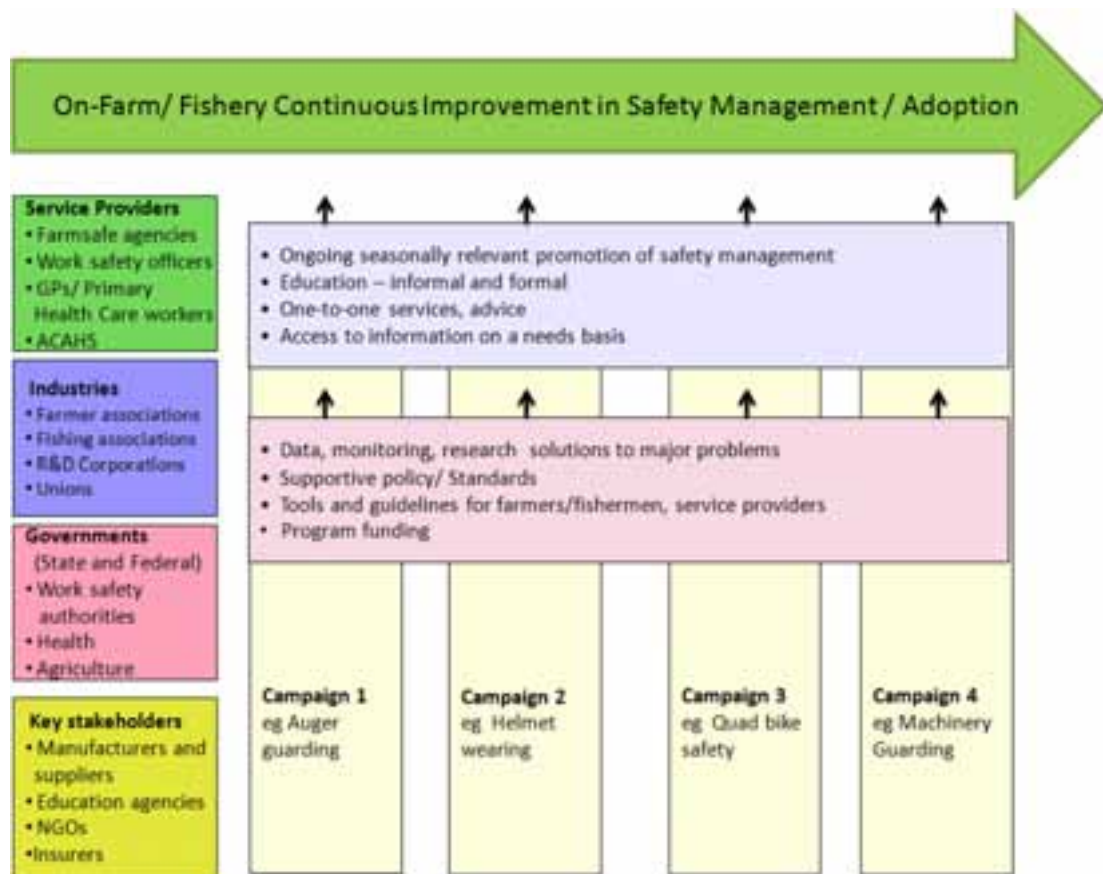 On-Farm/ Fishery Continuous Improvement in Safety Management / Adoption
Service Providers
• Farmsafe agencies
• Work safety officers
• GPs/ Primary
Health Care workers
• ACAHS
Industries
• Farmer associations
• Fishing associations
• R&D Corporations
• Unions
Governments
(State and Federal)
• Work safety
authorities
• Health
• Agriculture
Key stakeholders
• Manufacturers and
suppliers
• Education agencies
• NGOs
•Insurers
• Ongoing seasonally relevant promotion of safety management
• Education – informal and formal
• One-to-one services, advice
• Access to information on a needs basis
• Data, monitoring, research solutions to major problems
• Supportive policy/ Standards
• Tools and guidelines for farmers/fishermen, service providers
• Program funding
Campaign 1
eg Auger
guarding
Campaign 2
eg Helmet
wearing
Campaign 3
eg Quad bike
safety
Campaign 4
eg Machinery
Guarding